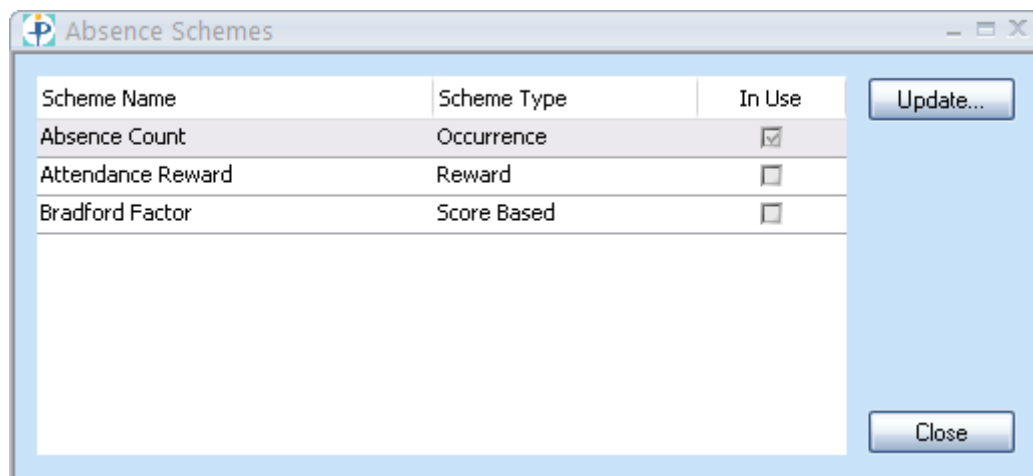 Absence Schemes
Scheme Name Scheme Type In Use
Update...
Absence Count Occurrence
Attendance Reward Reward
Bradford Factor Score Based
Close